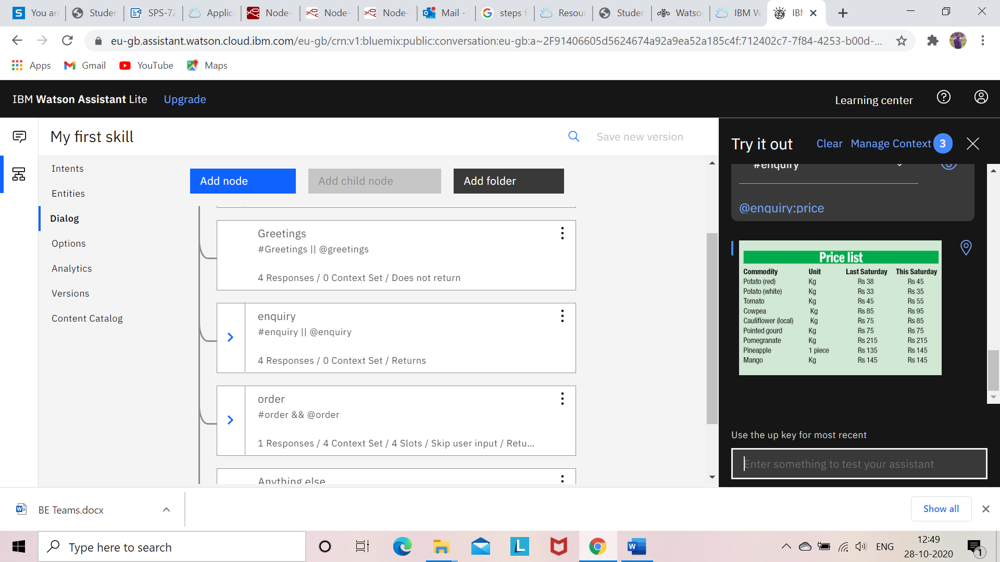 You are
Studer
SPS-72
Applic
Node-
Node-
Node-
Mail -
steps f
Resour
Studer
Watso
IBM W
IBM
eu-gb.assistant.watson.cloud.ibm.com/eu-gb/crn:v1:bluemix:public:conversation:eu-gb:a~2F91406605d5624674a92a9ea52a185c4f:712402c7-7f84-4253-b00d-...
Apps
Gmail
YouTube
Maps
IBM Watson Assistant Lite
Upgrade
Learning center
My first skill
Save new version
Try it out
Clear
Manage Context 3
Intents
Entities
Dialog
Options
Analytics
Versions
Content Catalog
Add node
Add child node
Add folder
Greetings
#Greetings || @greetings
4 Responses / 0 Context Set / Does not return
enquiry
#enquiry || @enquiry
4 Responses / 0 Context Set / Returns
order
#order && @order
1 Responses / 4 Context Set / 4 Slots / Skip user input / Retu...
Anything else
#enquiry
@enquiry:price
Price list
Commodity Unit Last Saturday This Saturday
Potato (red) Kg Rs 38 Rs 45
Potato (white) Kg Rs 33 Rs 35
Tomato Kg Rs 45 Rs 55
Cowpea Kg Rs 85 Rs 95
Cauliflower (local) Kg Rs 75 Rs 85
Pointed gourd Kg Rs 75 Rs 75
Pomegranate Kg Rs 215 Rs 215
Pineapple 1 piece Rs 135 Rs 145
Mango Kg Rs 145 Rs 145
Use the up key for most recent
Enter something to test your assistant
BE Teams.docx
Show all
Type here to search
ENG
12:49
28-10-2020
1